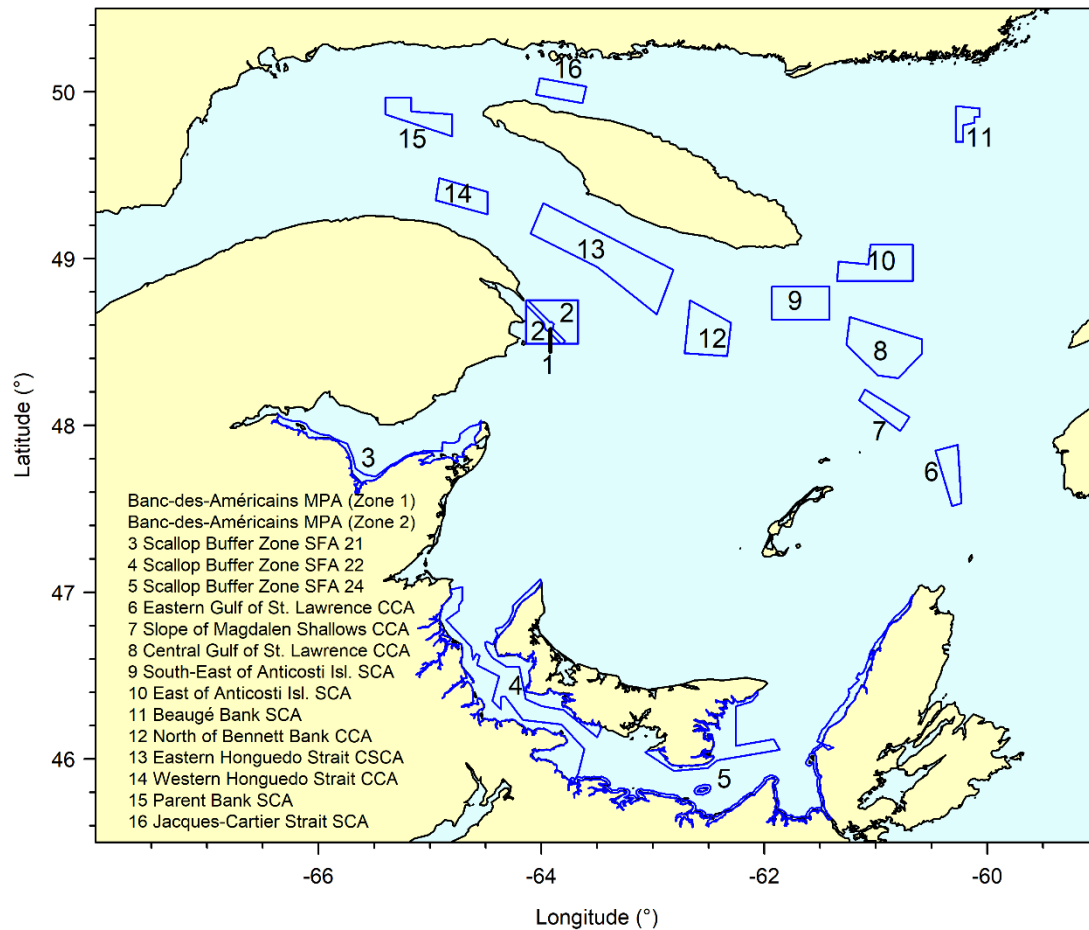 16
50
15
11
14
13
49
10
9
2
2
12
1
8
48
7
3
6
Banc-des-Américains MPA (Zone 1)
Banc-des-Américains MPA (Zone 2)
3 Scallop Buffer Zone SFA 21
4 Scallop Buffer Zone SFA 22
5 Scallop Buffer Zone SFA 24
6 Eastern Gulf of St. Lawrence CCA
7 Slope of Magdalen Shallows CCA
8 Central Gulf of St. Lawrence CCA
9 South-East of Anticosti Isl. SCA
10 East of Anticosti Isl. SCA
11 Beaugé Bank SCA
12 North of Bennett Bank CCA
13 Eastern Honguedo Strait CSCA
14 Western Honguedo Strait CCA
15 Parent Bank SCA
16 Jacques-Cartier Strait SCA
47
4
46
5
Latitude (°)
-66
-64
-62
-60
Longitude (°)